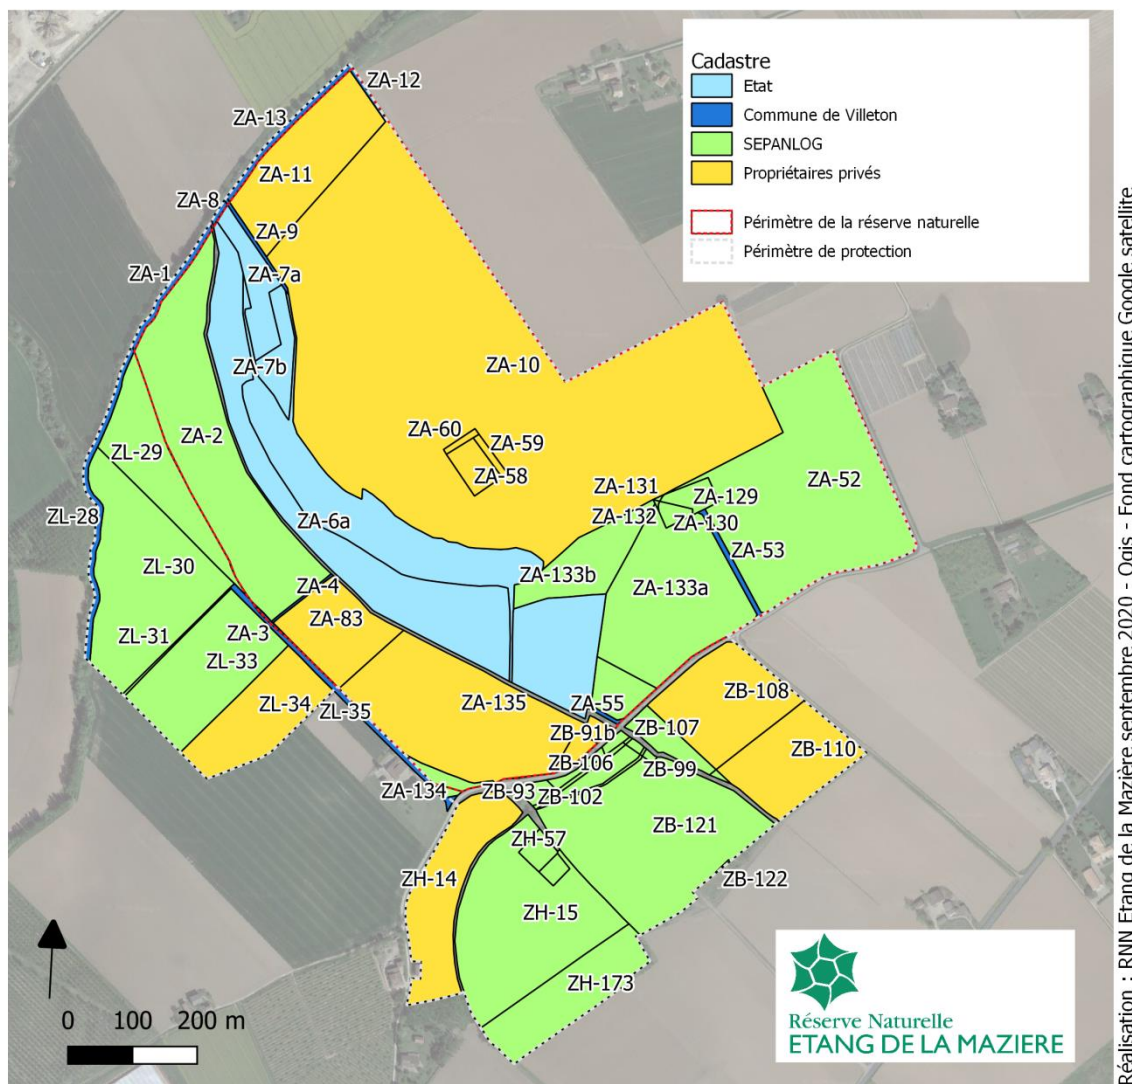 Cadastre
Etat
Commune de Villeton
SEPANLOG
Propriétaires privés
Périmètre de la réserve naturelle
Périmètre de protection
ZA-12
ZA-13
ZA-11
ZA-8
ZA-9
ZA-1
ZA-7a
ZA-7b
ZA-10
ZA-2
ZA-60
ZA-59
ZA-58
ZL-29
ZA-52
ZA-131
ZA-129
ZA-132
ZA-130
ZL-28
ZA-6a
ZA-53
ZL-30
ZA-4
ZA-133b
ZA-133a
ZA-83
ZL-31
ZA-3
ZL-33
ZL-34
ZL-35
ZA-135
ZA-55
ZB-108
ZB-107
ZB-91b
ZB-110
ZB-106
ZB-99
ZA-134
ZB-93
ZB-102
ZB-121
ZH-57
ZH-14
ZB-122
ZH-15
ZH-173
0 100 200 m
Réserve Naturelle
ETANG DE LA MAZIERE
Réalisation : RNN Etang de la Mazière septembre 2020 - Qgis - Fond cartographique Google satellite